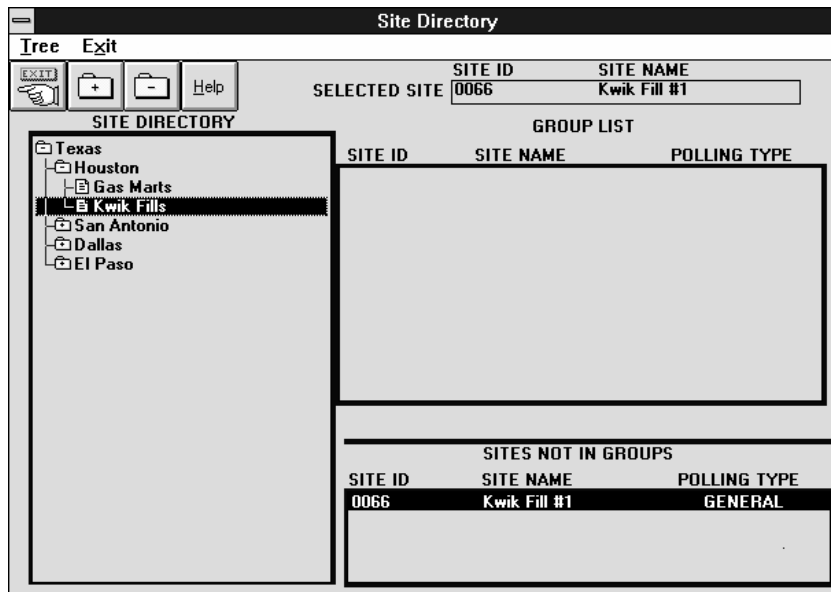 Site Directory
Tree Exit
EXIT + - Help
SITE ID SITE NAME
SELECTED SITE 0066 Kwik Fill #1
SITE DIRECTORY
Texas
Houston
Gas Marts
Kwik Fills
San Antonio
Dallas
El Paso
GROUP LIST
SITE ID SITE NAME POLLING TYPE
SITES NOT IN GROUPS
SITE ID SITE NAME POLLING TYPE
0066 Kwik Fill #1 GENERAL